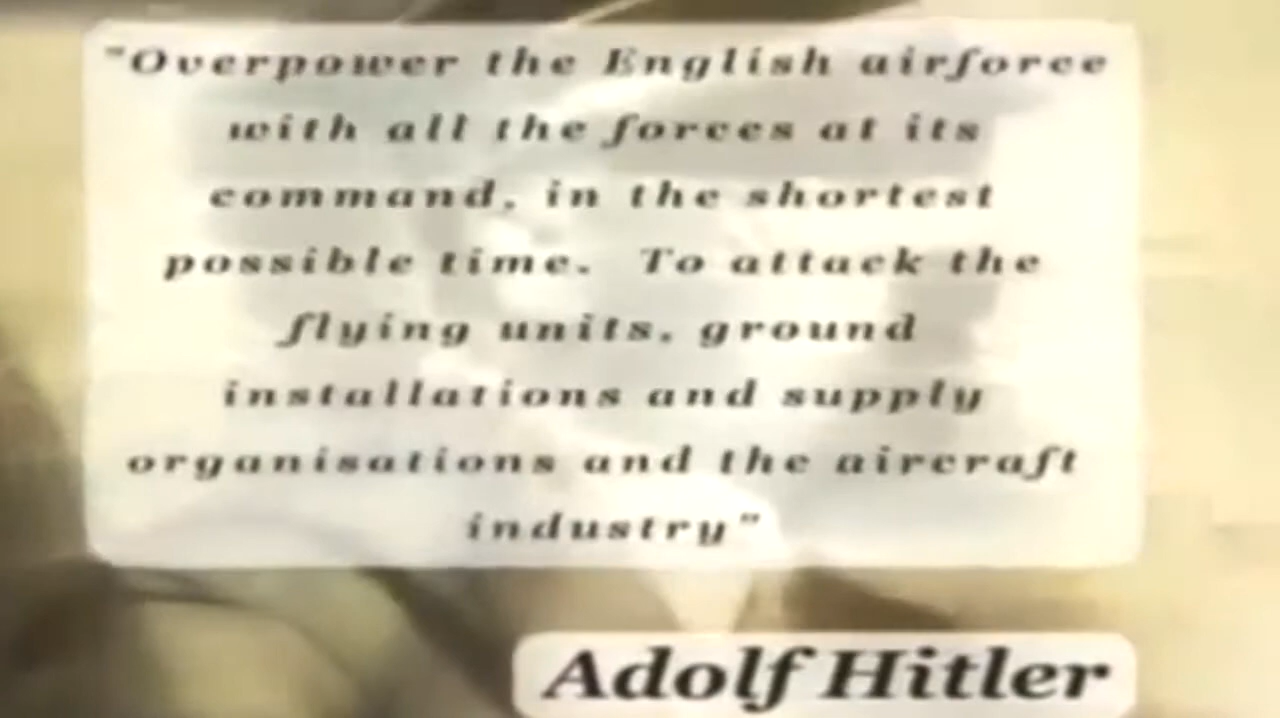 "Overpower the English airforce
with all the forces at its
command, in the shortest
possible time. To attack the
flying units, ground
installations and supply
organisations and the aircraft
industry"
Adolf Hitler